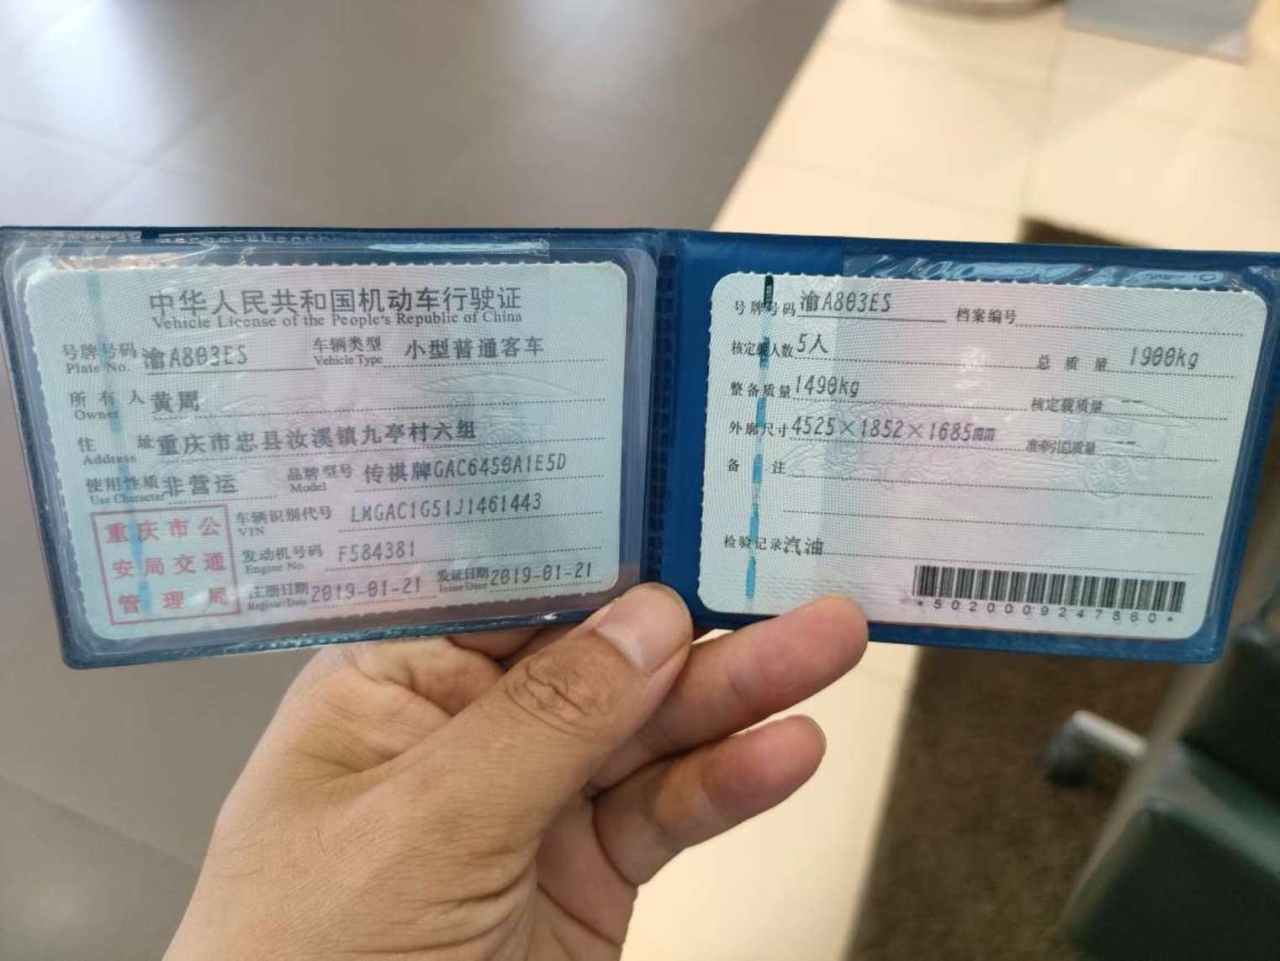 中华人民共和国机动车行驶证
Vehicle License of the People's Republic of China
号牌号码 渝A803ES 车辆类型 小型普通客车
Plate No. Vehicle Type
所有人 黄周
Owner
住址 重庆市忠县汝溪镇九亭村六组
Address
使用性质 非营运 品牌型号 传祺牌GAC6450A1E5D
Use Character Model
车辆识别代号 LMGAC1G51J1461443
VIN
发动机号码 F584381
Engine No.
注册日期 2019-01-21 发证日期 2019-01-21
Register Date Issue Date
重庆市公
安局交通
管理局
号牌号码 渝A803ES 档案编号
核定载人数 5人 总质量 1900kg
整备质量 1490kg 核定载质量 --
外廓尺寸 4525×1852×1685mm 准牵引总质量 --
备注
检验记录 汽油
*5020009247860*